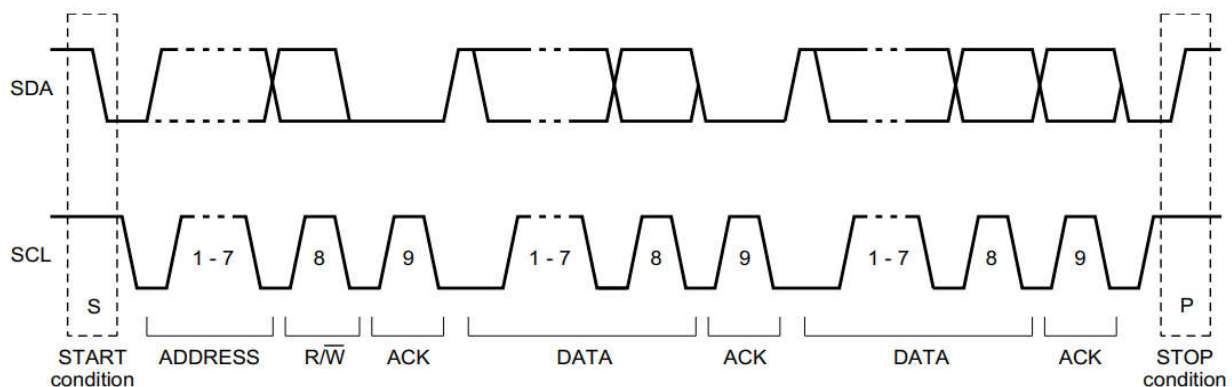 SDA
SCL
1 - 7
8
9
1 - 7
8
9
1 - 7
8
9
S
P
START
condition
ADDRESS
R/W̅
ACK
DATA
ACK
DATA
ACK
STOP
condition